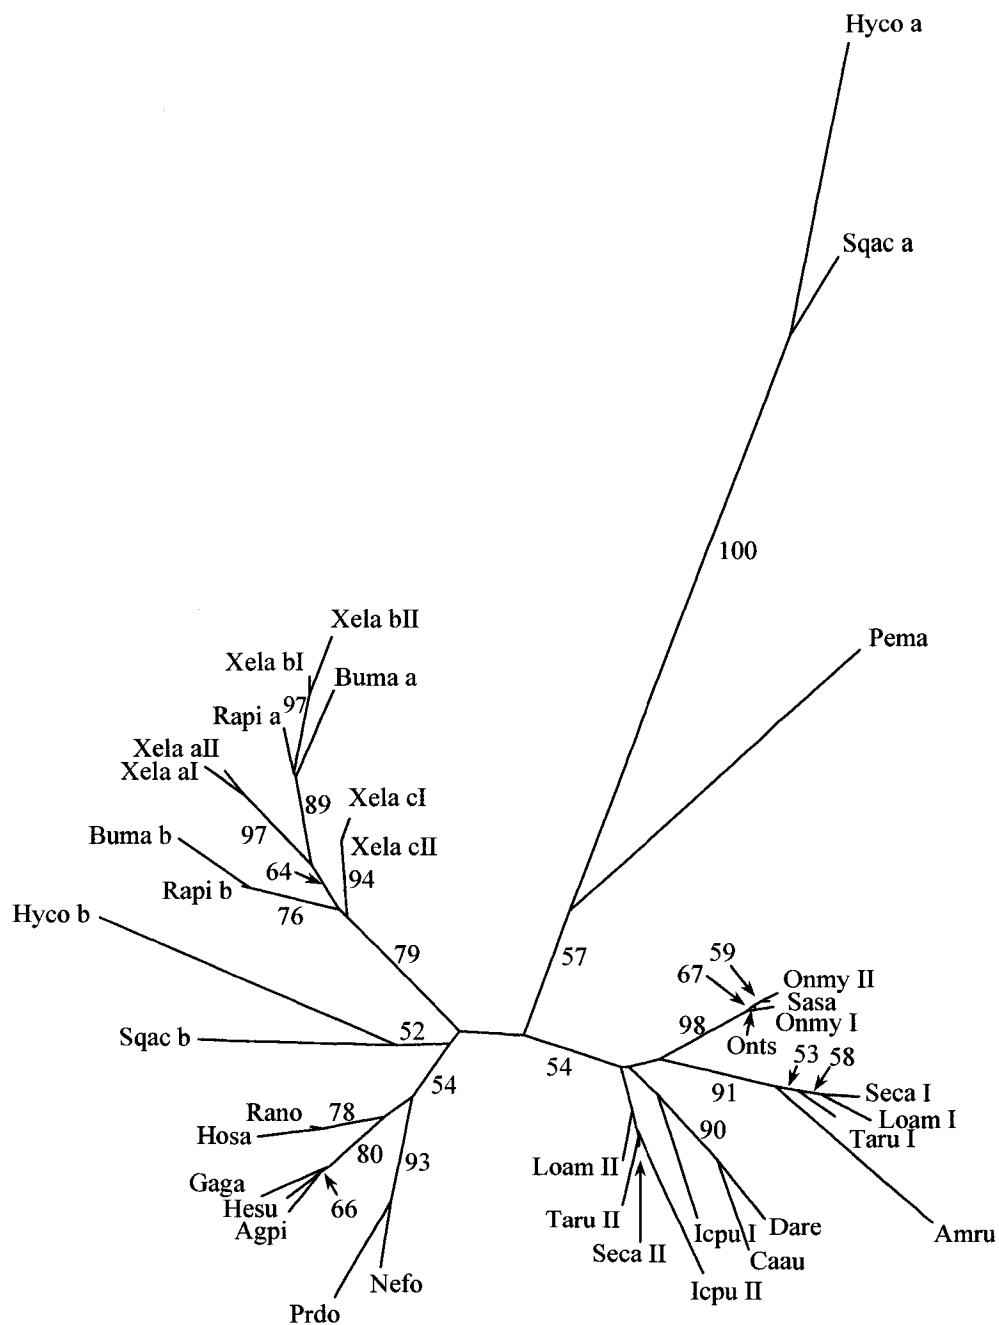 Hyco a
Sqac a
100
Xela bII
Pema
Xela bI
Buma a
97
Rapi a
Xela aII
Xela aI
89
Xela cI
97
Buma b
Xela cII
64
94
Rapi b
76
Hyco b
79
57
59
67
Onmy II
Sasa
98
Onmy I
Onts
52
Sqac b
53
58
54
54
91
Seca I
Loam I
Taru I
Rano
78
Hosa
90
80
93
Loam II
Gaga
Hesu
66
Agpi
Taru II
Icpu I
Dare
Amru
Seca II
Caau
Nefo
Icpu II
Prdo